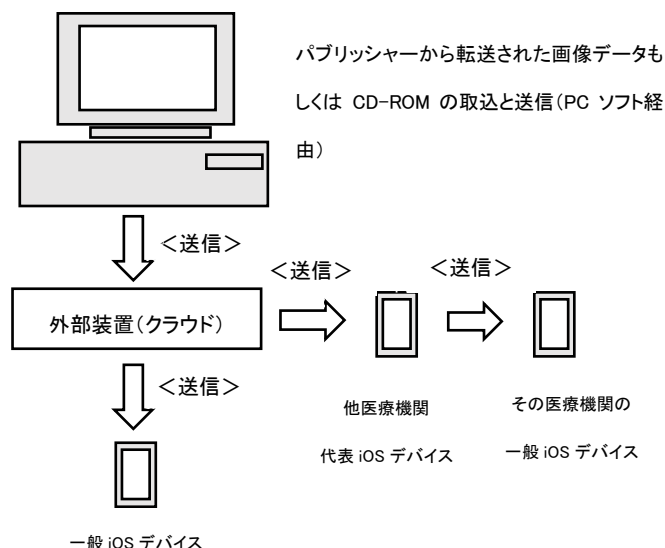 パブリッシャーから転送された画像データも
しくは CD-ROM の取込と送信(PC ソフト経
由)
＜送信＞
＜送信＞
＜送信＞
外部装置(クラウド)
＜送信＞
他医療機関
代表 iOS デバイス
その医療機関の
一般 iOS デバイス
一般 iOS デバイス